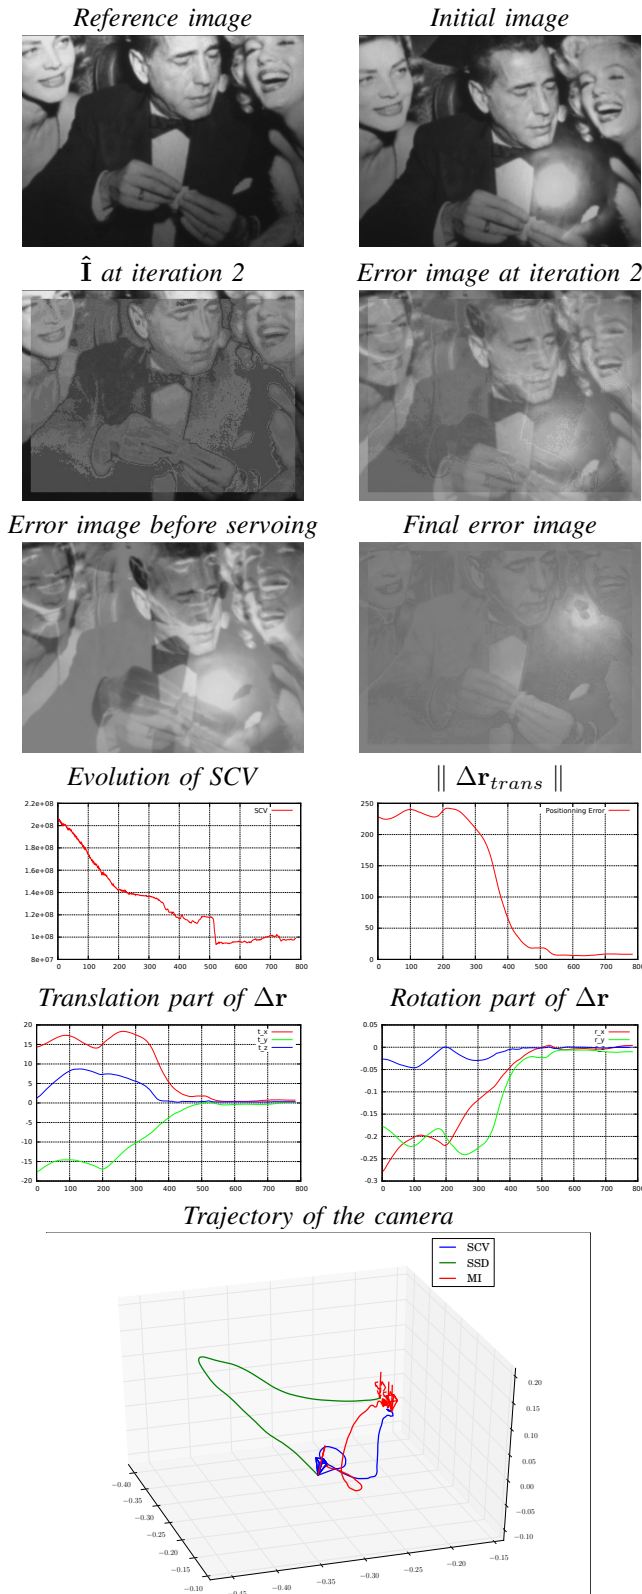 Reference image
Initial image
Î at iteration 2
Error image at iteration 2
Error image before servoing
Final error image
Evolution of SCV
‖ Δr_trans ‖
2.2e+08
2e+08
1.8e+08
1.6e+08
1.4e+08
1.2e+08
1e+08
8e+07
SCV
0 100 200 300 400 500 600 700 800
250
200
150
100
50
0
Positionning Error
0 100 200 300 400 500 600 700 800
Translation part of Δr
Rotation part of Δr
20
15
10
5
0
-5
-10
-15
-20
t_x
t_y
t_z
0 100 200 300 400 500 600 700 800
0.05
0
-0.05
-0.1
-0.15
-0.2
-0.25
-0.3
r_x
r_y
r_z
0 100 200 300 400 500 600 700 800
Trajectory of the camera
SCV
SSD
MI
0.20
0.15
0.10
0.05
0.00
−0.05
−0.10
−0.40
−0.35
−0.30
−0.25
−0.20
−0.15
−0.10
−0.45
−0.40
−0.35
−0.30
−0.25
−0.20
−0.15